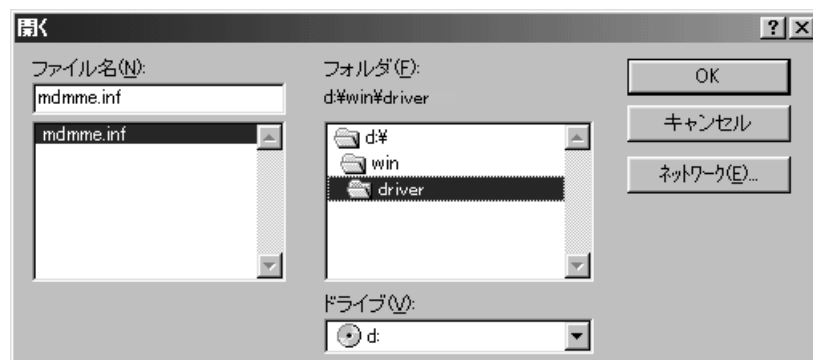 開く
ファイル名(N):
mdmme.inf
mdmme.inf
フォルダ(F):
d:¥win¥driver
d:¥
win
driver
ドライブ(V):
d:
OK
キャンセル
ネットワーク(E)...